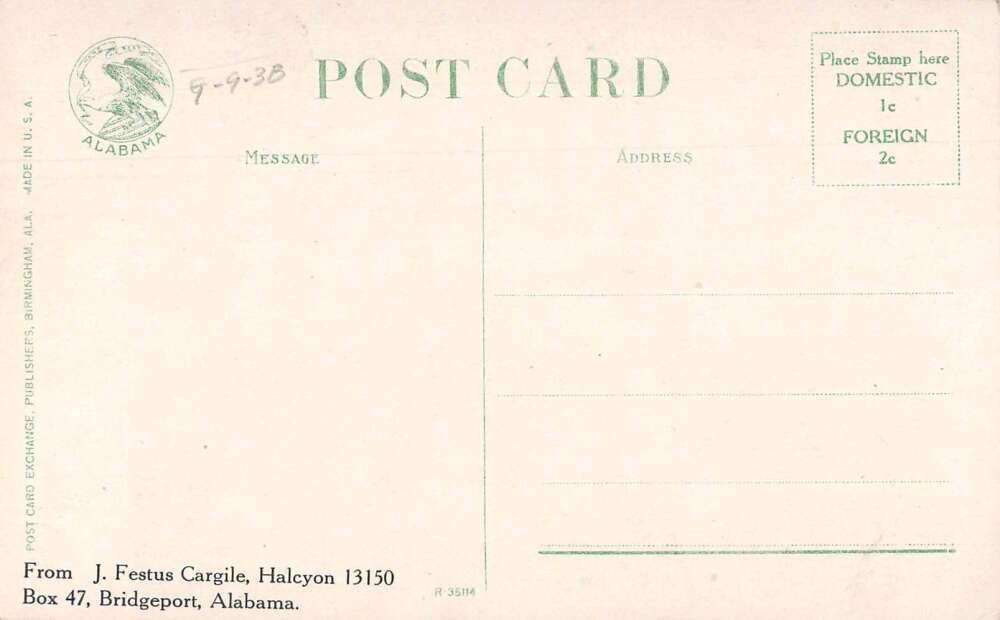 ALABAMA
9-9-38
POST CARD
Place Stamp here
DOMESTIC
1c
FOREIGN
2c
MESSAGE
ADDRESS
POST CARD EXCHANGE, PUBLISHERS, BIRMINGHAM, ALA. MADE IN U. S. A.
From J. Festus Cargile, Halcyon 13150
Box 47, Bridgeport, Alabama.
R-35114